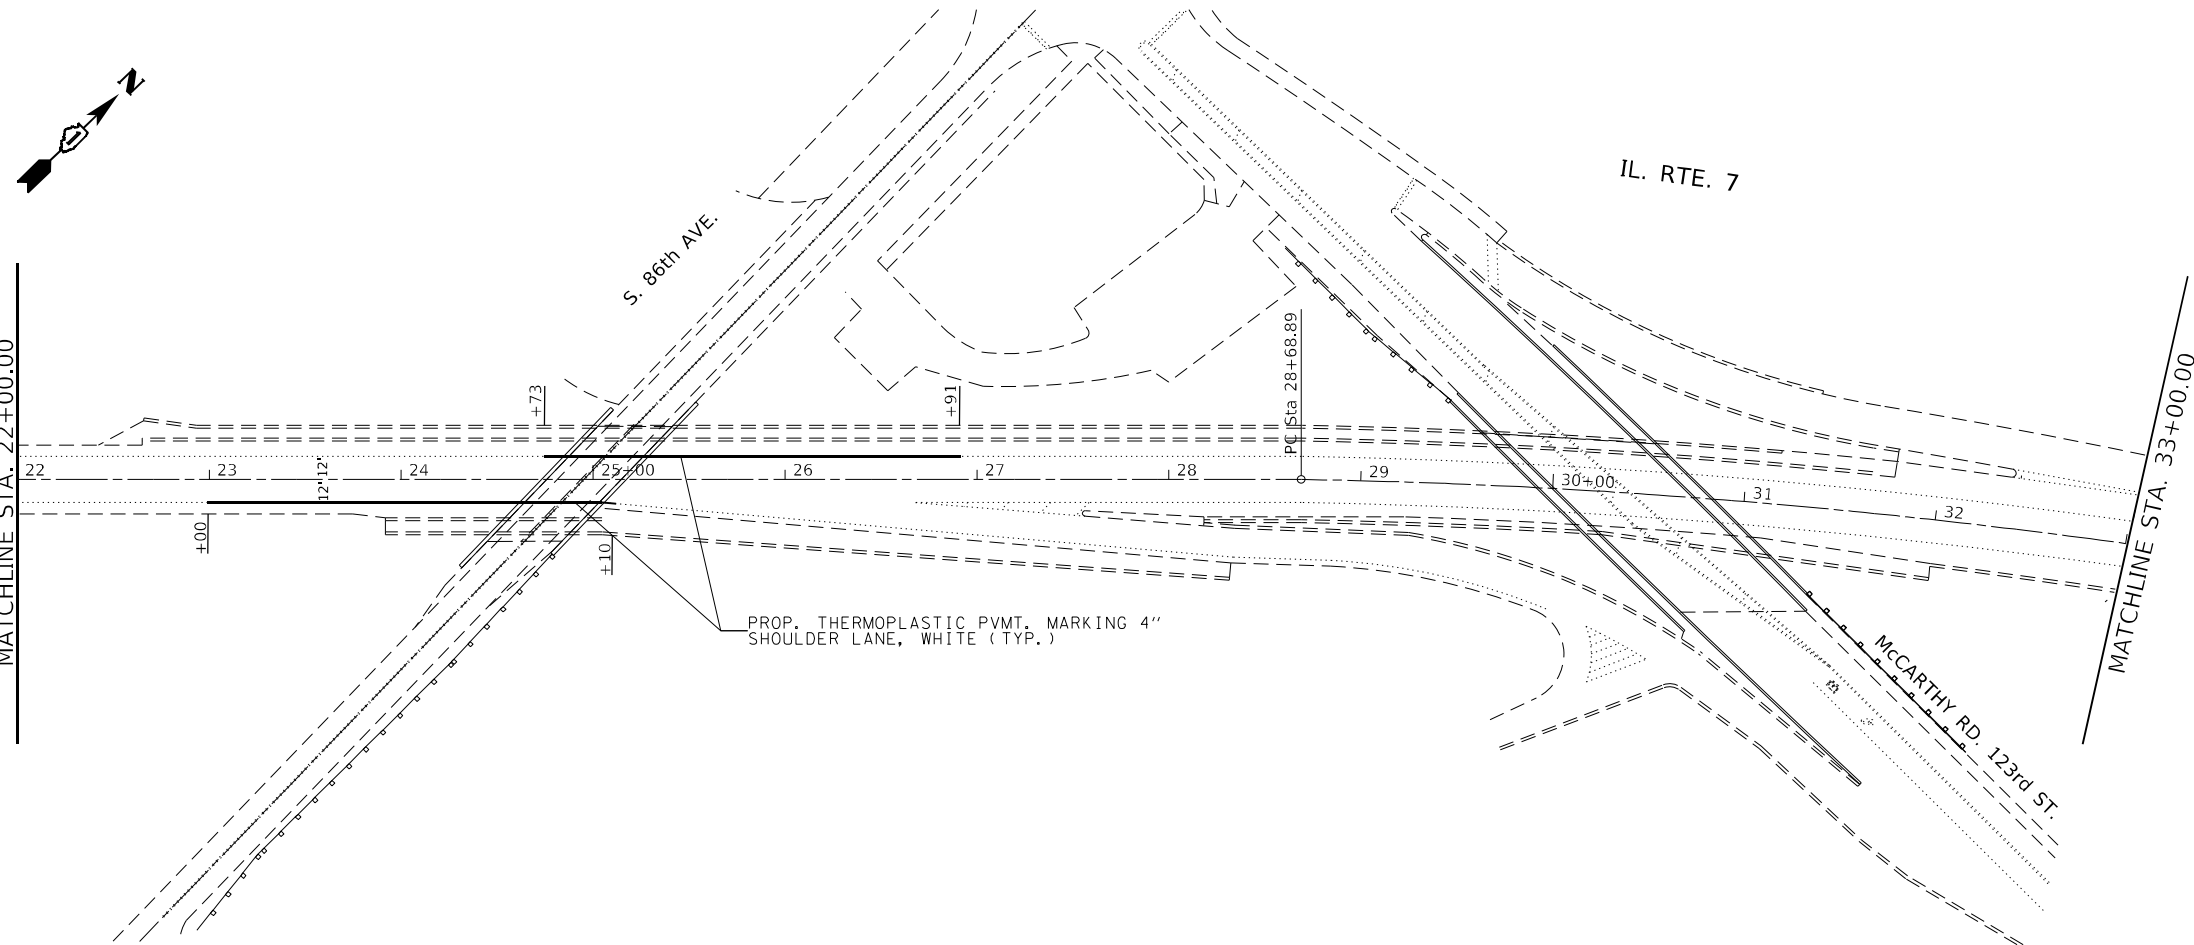 N
IL. RTE. 7
S. 86th AVE.
MATCHLINE STA. 22+00.00
MATCHLINE STA. 33+00.00
+73
+91
PC Sta 28+68.89
22
23
12'
12'
24
25+00
26
27
28
29
30+00
31
32
+00
+10
PROP. THERMOPLASTIC PVMT. MARKING 4"
SHOULDER LANE, WHITE (TYP.)
McCARTHY RD. 123rd ST.